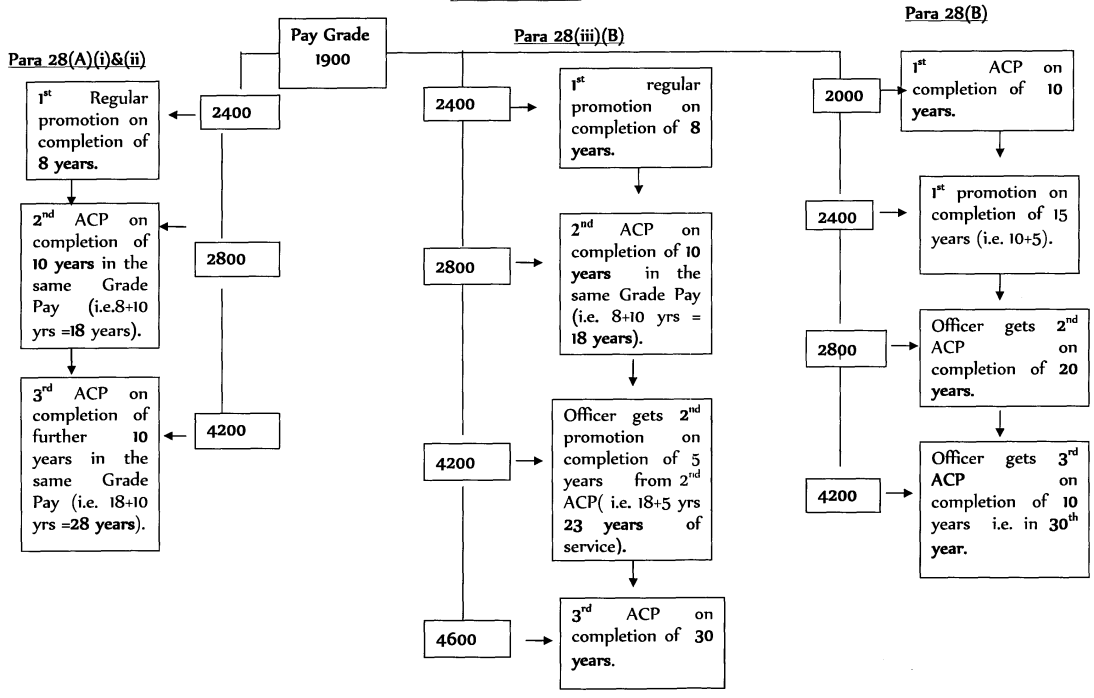 Pay Grade
1900
Para 28(A)(i)&(ii)
2400
1st Regular
promotion on
completion of
8 years.
2800
2nd ACP on
completion of
10 years in the
same Grade
Pay (i.e.8+10
yrs =18 years).
4200
3rd ACP on
completion of
further 10
years in the
same Grade
Pay (i.e. 18+10
yrs =28 years).
Para 28(iii)(B)
2400
1st regular
promotion on
completion of 8
years.
2800
2nd ACP on
completion of 10
years in the
same Grade Pay
(i.e. 8+10 yrs =
18 years).
4200
Officer gets 2nd
promotion on
completion of 5
years from 2nd
ACP( i.e. 18+5 yrs
23 years of
service).
4600
3rd ACP on
completion of 30
years.
Para 28(B)
2000
1st ACP on
completion of 10
years.
2400
1st promotion on
completion of 15
years (i.e. 10+5).
2800
Officer gets 2nd
ACP on
completion of 20
years.
4200
Officer gets 3rd
ACP on
completion of 10
years i.e. in 30th
year.